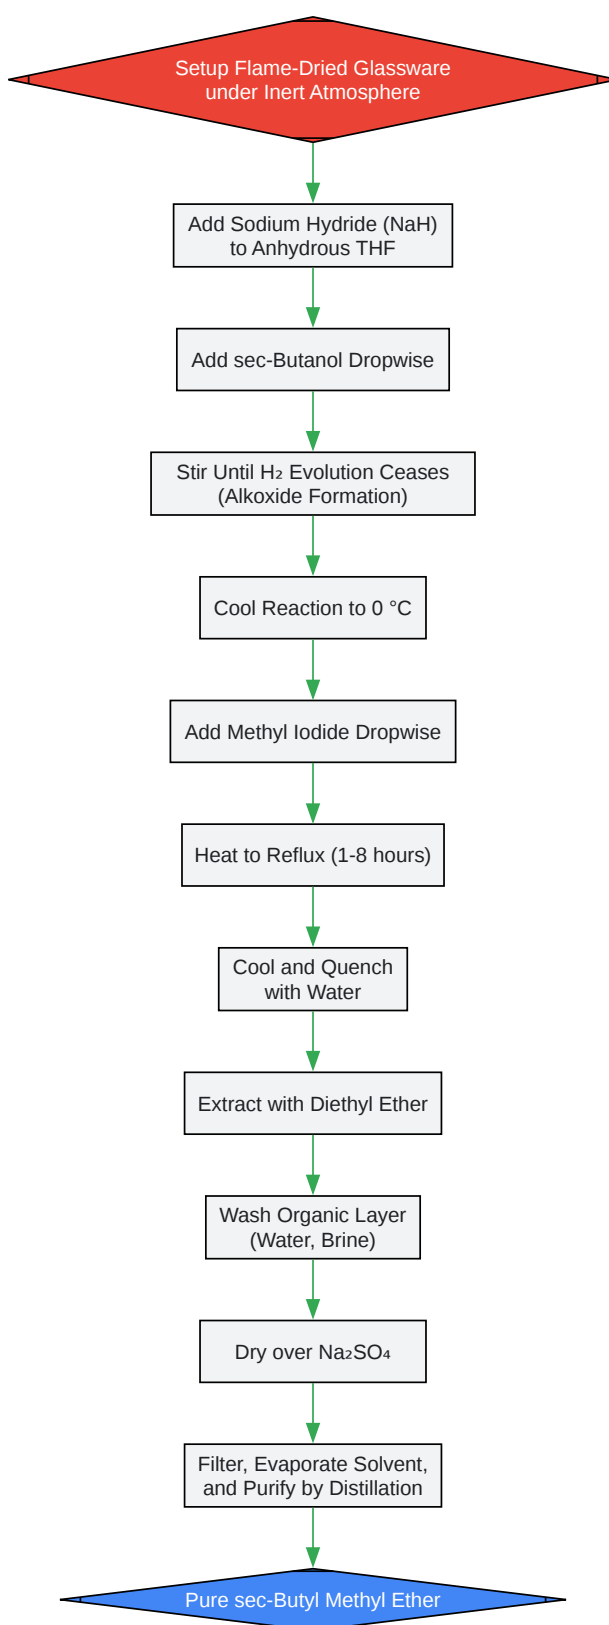 Setup Flame-Dried Glassware
under Inert Atmosphere
Add Sodium Hydride (NaH)
to Anhydrous THF
Add sec-Butanol Dropwise
Stir Until H₂ Evolution Ceases
(Alkoxide Formation)
Cool Reaction to 0 °C
Add Methyl Iodide Dropwise
Heat to Reflux (1-8 hours)
Cool and Quench
with Water
Extract with Diethyl Ether
Wash Organic Layer
(Water, Brine)
Dry over Na₂SO₄
Filter, Evaporate Solvent,
and Purify by Distillation
Pure sec-Butyl Methyl Ether